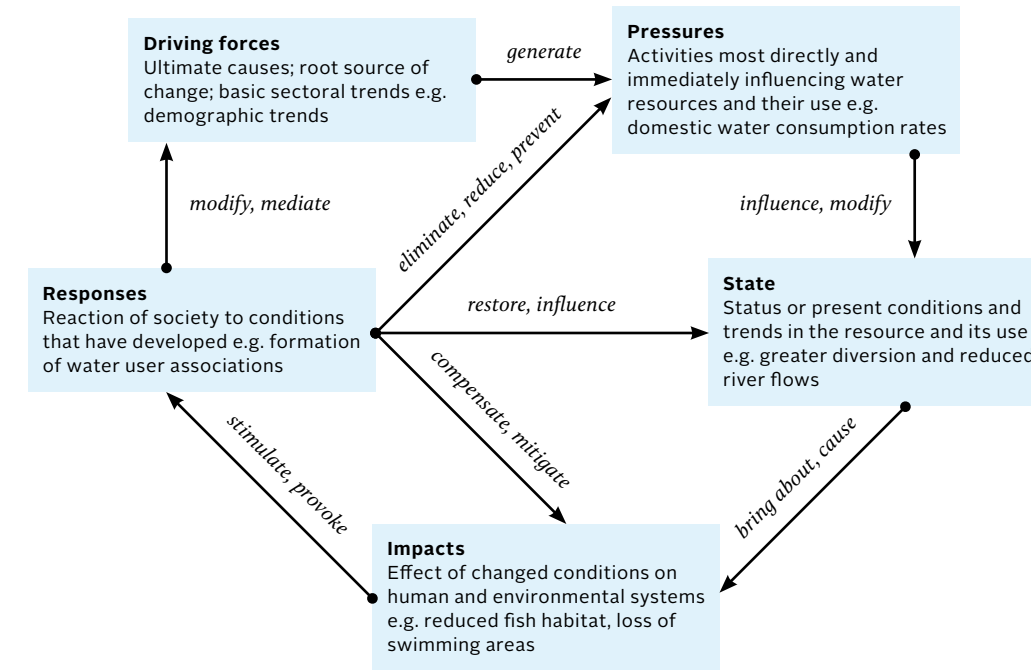 Driving forces
Ultimate causes; root source of
change; basic sectoral trends e.g.
demographic trends
generate
Pressures
Activities most directly and
immediately influencing water
resources and their use e.g.
domestic water consumption rates
eliminate, reduce, prevent
modify, mediate
influence, modify
Responses
Reaction of society to conditions
that have developed e.g. formation
of water user associations
restore, influence
State
Status or present conditions and
trends in the resource and its use
e.g. greater diversion and reduced
river flows
compensate, mitigate
stimulate, provoke
bring about, cause
Impacts
Effect of changed conditions on
human and environmental systems
e.g. reduced fish habitat, loss of
swimming areas